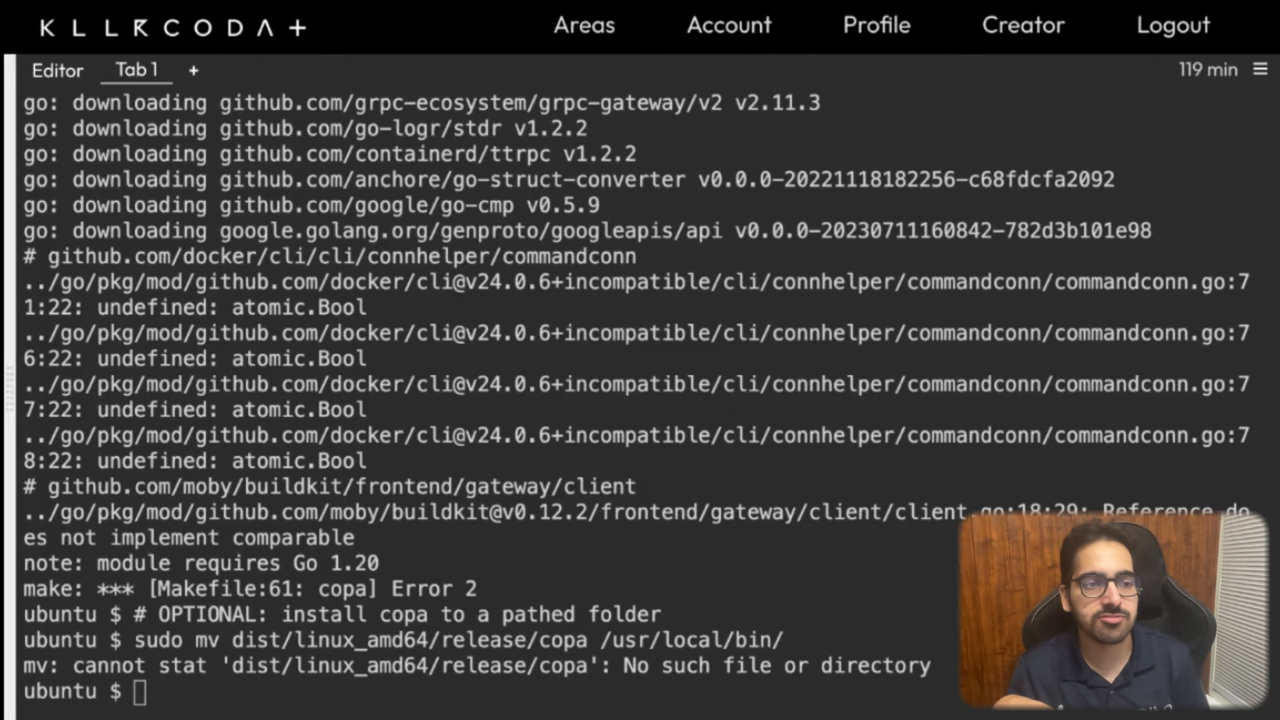 KLLRCODA+
Areas Account Profile Creator Logout
Editor Tab 1 + 119 min
go: downloading github.com/grpc-ecosystem/grpc-gateway/v2 v2.11.3
go: downloading github.com/go-logr/stdr v1.2.2
go: downloading github.com/containerd/ttrpc v1.2.2
go: downloading github.com/anchore/go-struct-converter v0.0.0-20221118182256-c68fdcfa2092
go: downloading github.com/google/go-cmp v0.5.9
go: downloading google.golang.org/genproto/googleapis/api v0.0.0-20230711160842-782d3b101e98
# github.com/docker/cli/cli/connhelper/commandconn
../go/pkg/mod/github.com/docker/cli@v24.0.6+incompatible/cli/connhelper/commandconn/commandconn.go:7
1:22: undefined: atomic.Bool
../go/pkg/mod/github.com/docker/cli@v24.0.6+incompatible/cli/connhelper/commandconn/commandconn.go:7
6:22: undefined: atomic.Bool
../go/pkg/mod/github.com/docker/cli@v24.0.6+incompatible/cli/connhelper/commandconn/commandconn.go:7
7:22: undefined: atomic.Bool
../go/pkg/mod/github.com/docker/cli@v24.0.6+incompatible/cli/connhelper/commandconn/commandconn.go:7
8:22: undefined: atomic.Bool
# github.com/moby/buildkit/frontend/gateway/client
../go/pkg/mod/github.com/moby/buildkit@v0.12.2/frontend/gateway/client/client.go:18:29: Reference do
es not implement comparable
note: module requires Go 1.20
make: *** [Makefile:61: copa] Error 2
ubuntu $ # OPTIONAL: install copa to a pathed folder
ubuntu $ sudo mv dist/linux_amd64/release/copa /usr/local/bin/
mv: cannot stat 'dist/linux_amd64/release/copa': No such file or directory
ubuntu $